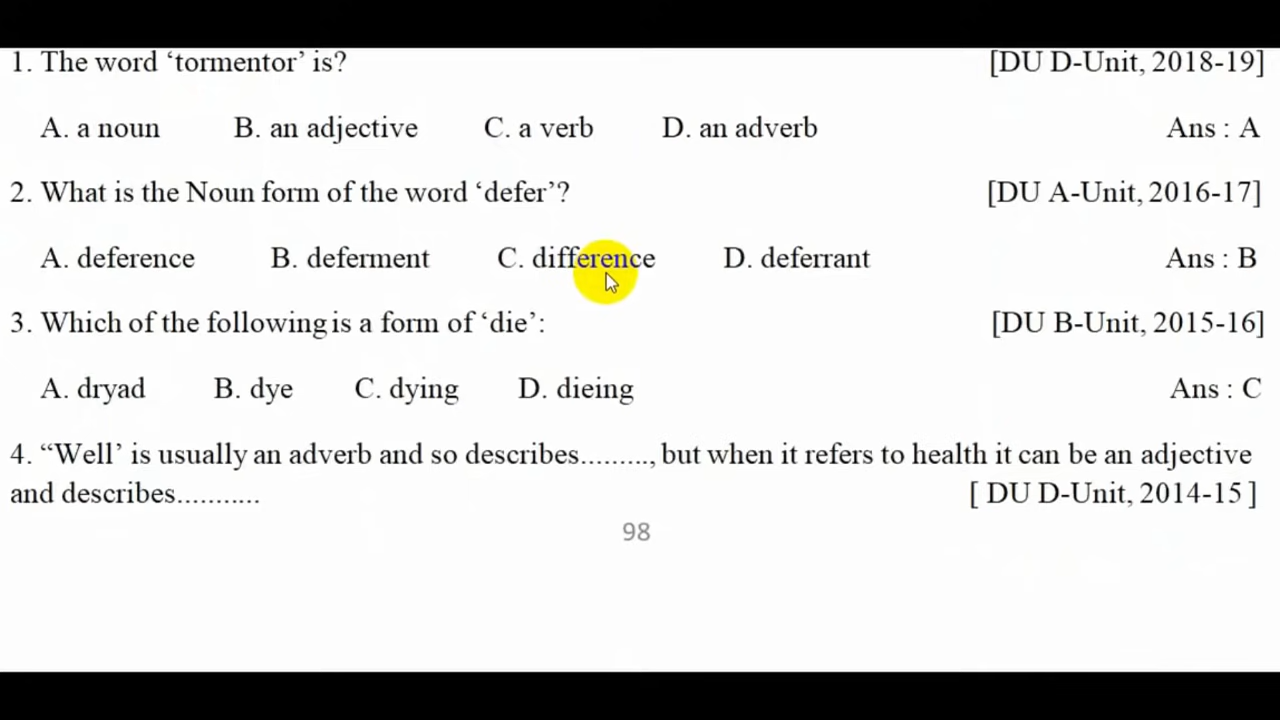 1. The word ‘tormentor’ is? [DU D-Unit, 2018-19]
A. a noun B. an adjective C. a verb D. an adverb Ans : A
2. What is the Noun form of the word ‘defer’? [DU A-Unit, 2016-17]
A. deference B. deferment C. difference D. deferrant Ans : B
3. Which of the following is a form of ‘die’: [DU B-Unit, 2015-16]
A. dryad B. dye C. dying D. dieing Ans : C
4. “Well’ is usually an adverb and so describes........., but when it refers to health it can be an adjective
and describes........... [ DU D-Unit, 2014-15 ]
98